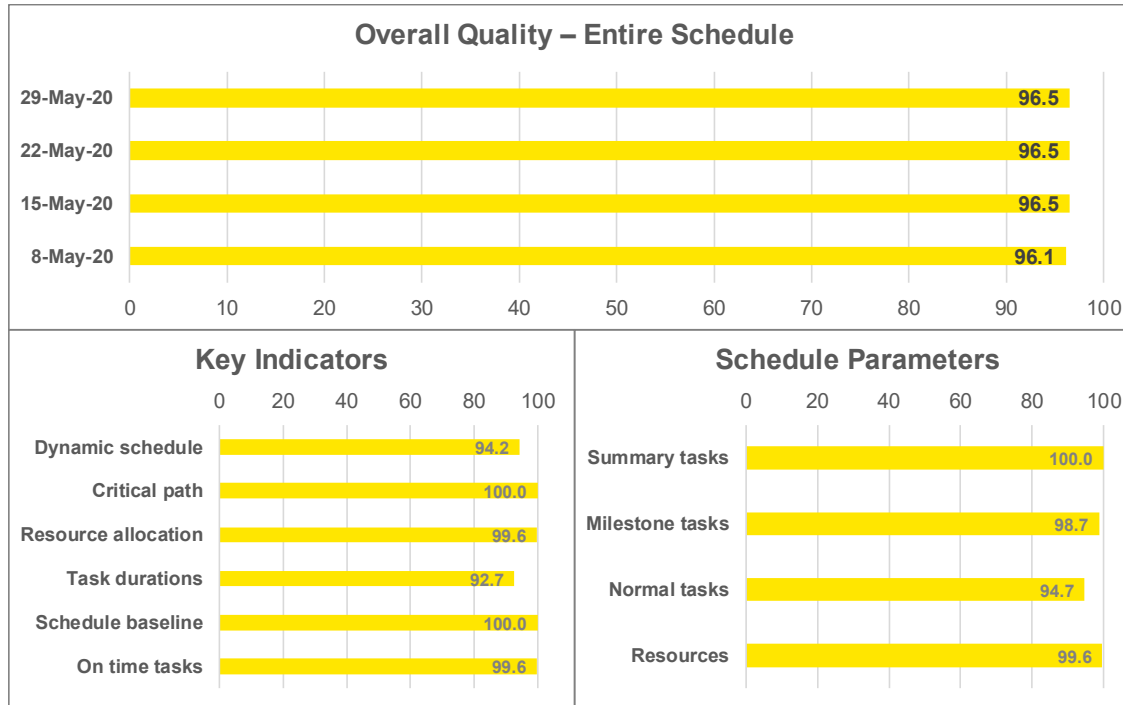 Overall Quality – Entire Schedule
29-May-20 96.5
22-May-20 96.5
15-May-20 96.5
8-May-20 96.1
0 10 20 30 40 50 60 70 80 90 100
Key Indicators
0 20 40 60 80 100
Dynamic schedule 94.2
Critical path 100.0
Resource allocation 99.6
Task durations 92.7
Schedule baseline 100.0
On time tasks 99.6
Schedule Parameters
0 20 40 60 80 100
Summary tasks 100.0
Milestone tasks 98.7
Normal tasks 94.7
Resources 99.6